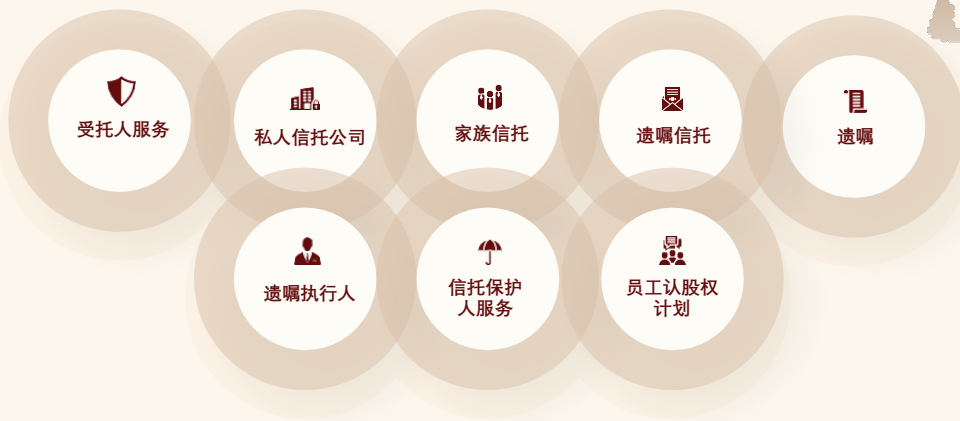 受托人服务
私人信托公司
家族信托
遗嘱信托
遗嘱
遗嘱执行人
信托保护
人服务
员工认股权
计划